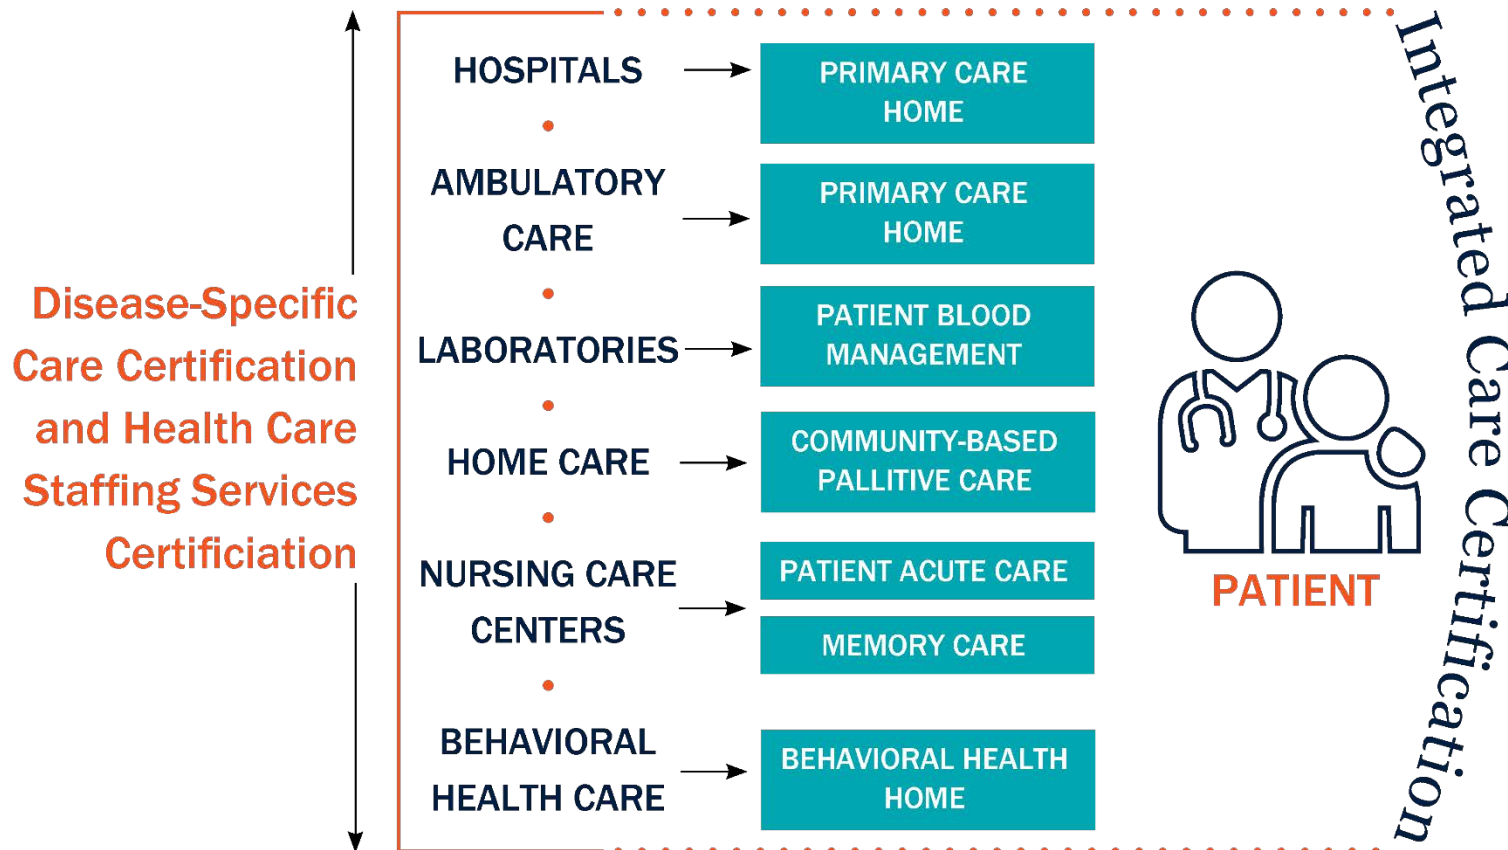 Disease-Specific
Care Certification
and Health Care
Staffing Services
Certificiation
HOSPITALS
PRIMARY CARE
HOME
AMBULATORY
CARE
PRIMARY CARE
HOME
LABORATORIES
PATIENT BLOOD
MANAGEMENT
HOME CARE
COMMUNITY-BASED
PALLITIVE CARE
NURSING CARE
CENTERS
PATIENT ACUTE CARE
MEMORY CARE
BEHAVIORAL
HEALTH CARE
BEHAVIORAL HEALTH
HOME
PATIENT
Integrated Care Certification